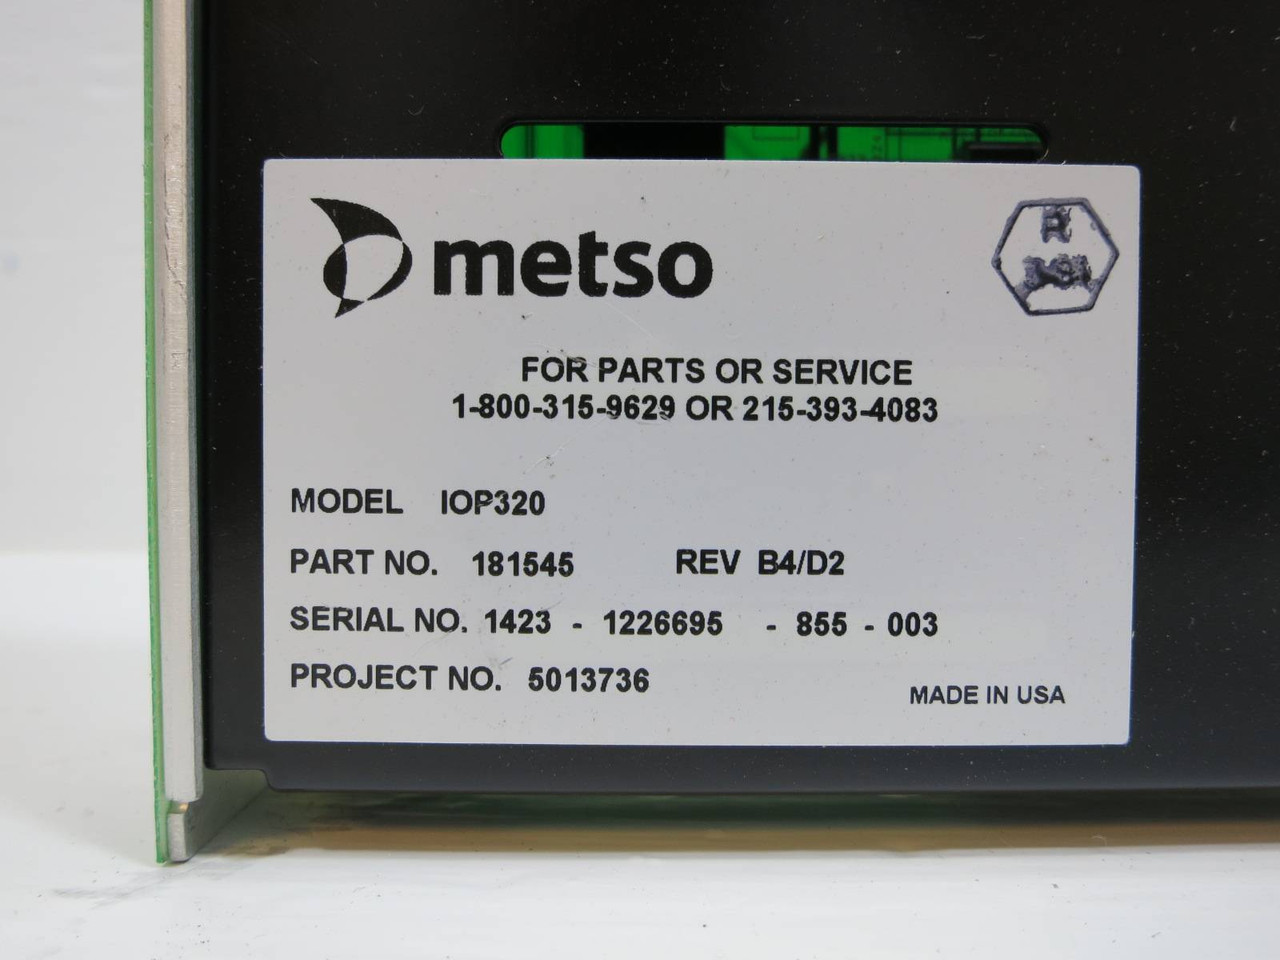 metso
R
FOR PARTS OR SERVICE
1-800-315-9629 OR 215-393-4083
MODEL IOP320
PART NO. 181545 REV B4/D2
SERIAL NO. 1423 - 1226695 - 855 - 003
PROJECT NO. 5013736
MADE IN USA